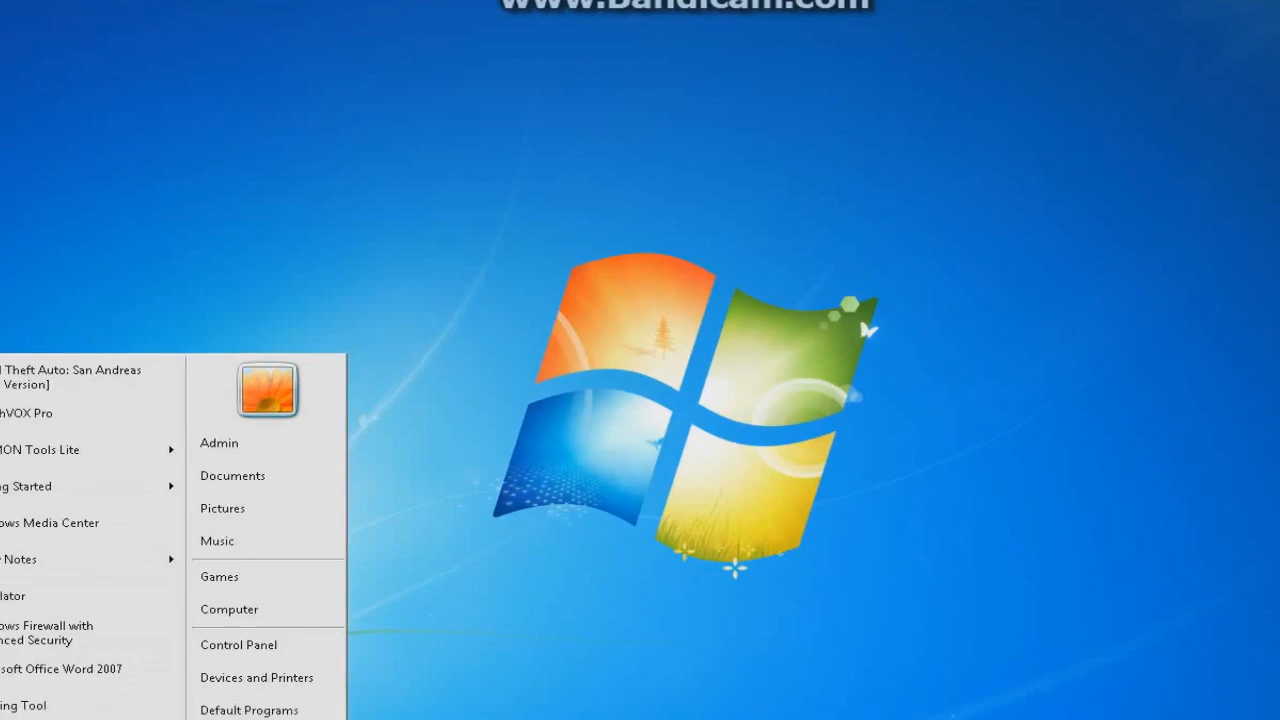 www.Bandicam.com
l Theft Auto: San Andreas
Version]
hVOX Pro
MON Tools Lite
ng Started
ows Media Center
y Notes
lator
ows Firewall with
nced Security
soft Office Word 2007
ing Tool
Admin
Documents
Pictures
Music
Games
Computer
Control Panel
Devices and Printers
Default Programs